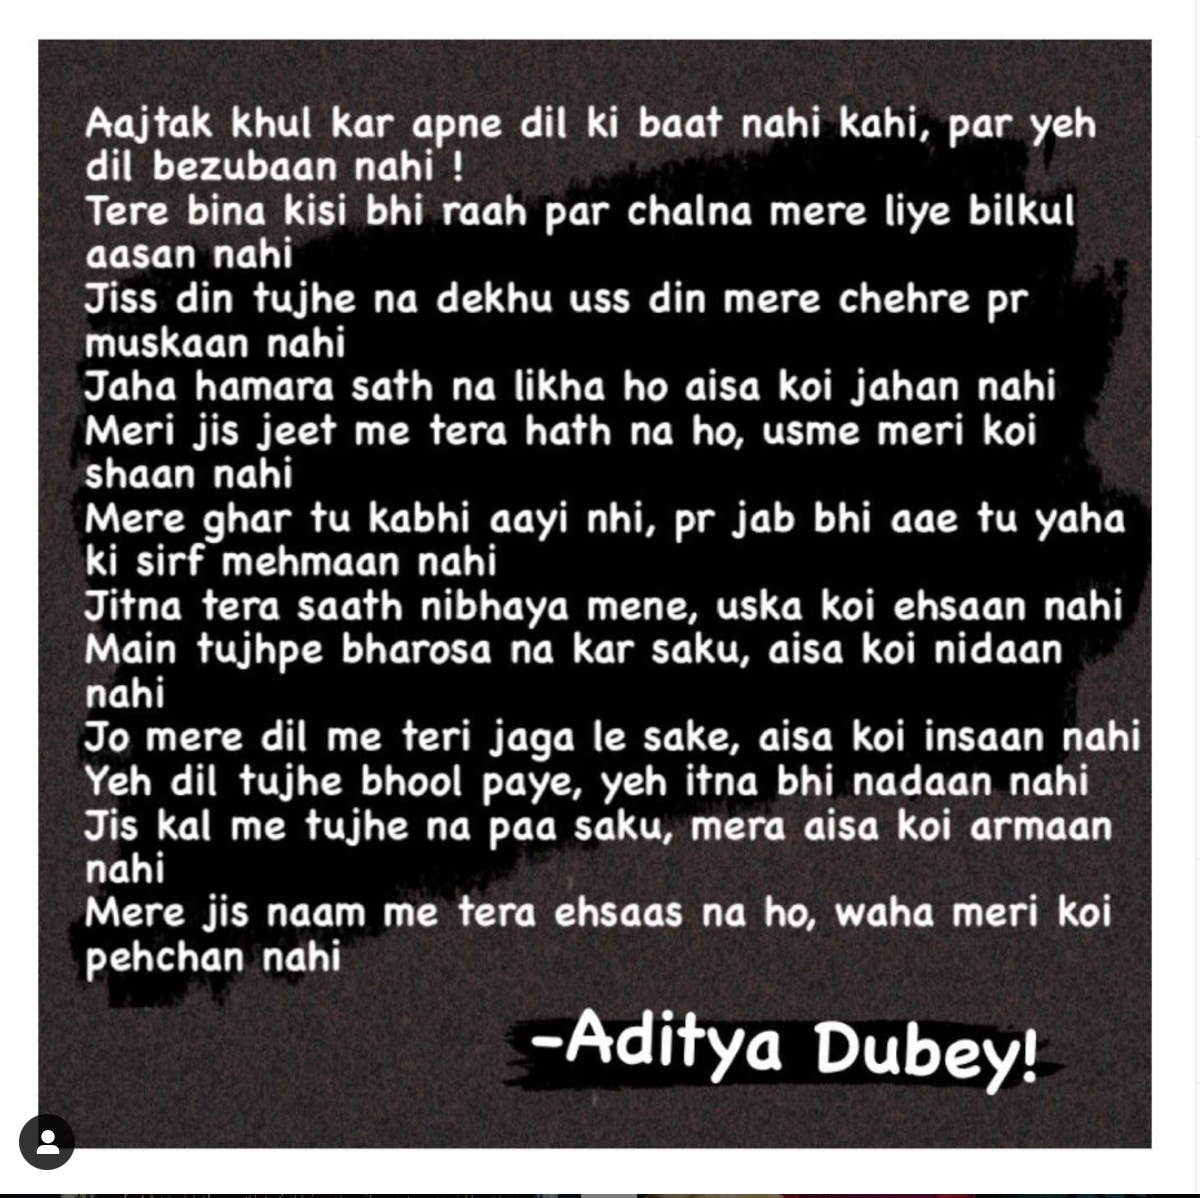 Aajtak khul kar apne dil ki baat nahi kahi, par yeh
dil bezubaan nahi !
Tere bina kisi bhi raah par chalna mere liye bilkul
aasan nahi
Jiss din tujhe na dekhu uss din mere chehre pr
muskaan nahi
Jaha hamara sath na likha ho aisa koi jahan nahi
Meri jis jeet me tera hath na ho, usme meri koi
shaan nahi
Mere ghar tu kabhi aayi nhi, pr jab bhi aae tu yaha
ki sirf mehmaan nahi
Jitna tera saath nibhaya mene, uska koi ehsaan nahi
Main tujhpe bharosa na kar saku, aisa koi nidaan
nahi
Jo mere dil me teri jaga le sake, aisa koi insaan nahi
Yeh dil tujhe bhool paye, yeh itna bhi nadaan nahi
Jis kal me tujhe na paa saku, mera aisa koi armaan
nahi
Mere jis naam me tera ehsaas na ho, waha meri koi
pehchan nahi
-Aditya Dubey!